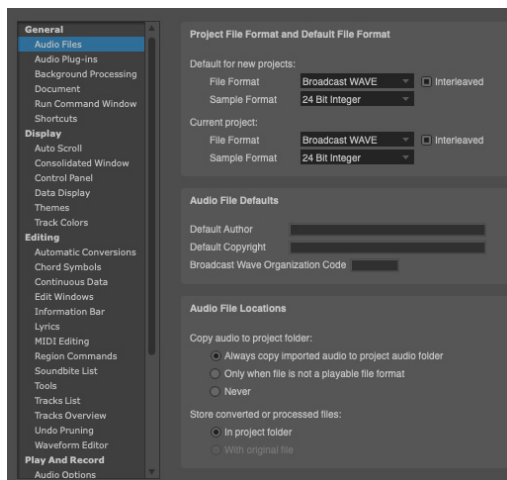 General
Audio Files
Audio Plug-ins
Background Processing
Document
Run Command Window
Shortcuts
Display
Auto Scroll
Consolidated Window
Control Panel
Data Display
Themes
Track Colors
Editing
Automatic Conversions
Chord Symbols
Continuous Data
Edit Windows
Information Bar
Lyrics
MIDI Editing
Region Commands
Soundbite List
Tools
Tracks List
Tracks Overview
Undo Pruning
Waveform Editor
Play And Record
Audio Options
Project File Format and Default File Format
Default for new projects:
File Format Broadcast WAVE Interleaved
Sample Format 24 Bit Integer
Current project:
File Format Broadcast WAVE Interleaved
Sample Format 24 Bit Integer
Audio File Defaults
Default Author
Default Copyright
Broadcast Wave Organization Code
Audio File Locations
Copy audio to project folder:
Always copy imported audio to project audio folder
Only when file is not a playable file format
Never
Store converted or processed files:
In project folder
With original file